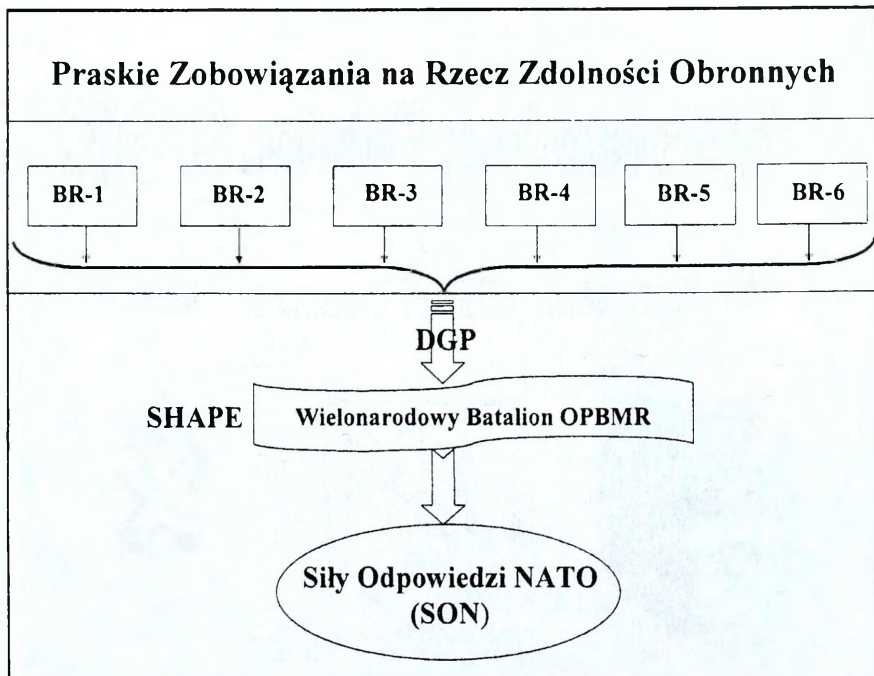 Praskie Zobowiązania na Rzecz Zdolności Obronnych
BR-1 BR-2 BR-3 BR-4 BR-5 BR-6
DGP
SHAPE Wielonarodowy Batalion OPBMR
Siły Odpowiedzi NATO
(SON)